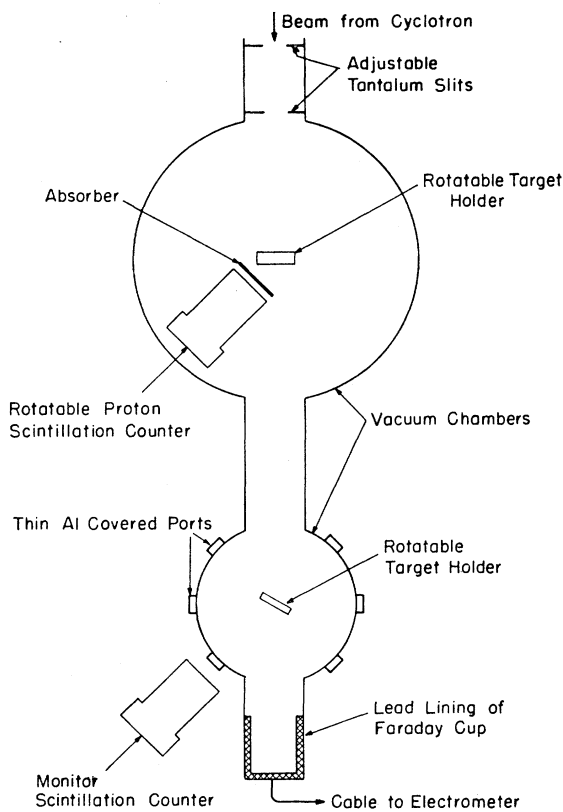 Beam from Cyclotron
Adjustable
Tantalum Slits
Rotatable Target
Holder
Absorber
Rotatable Proton
Scintillation Counter
Vacuum Chambers
Thin Al Covered Ports
Rotatable
Target Holder
Lead Lining of
Faraday Cup
Monitor
Scintillation Counter
Cable to Electrometer